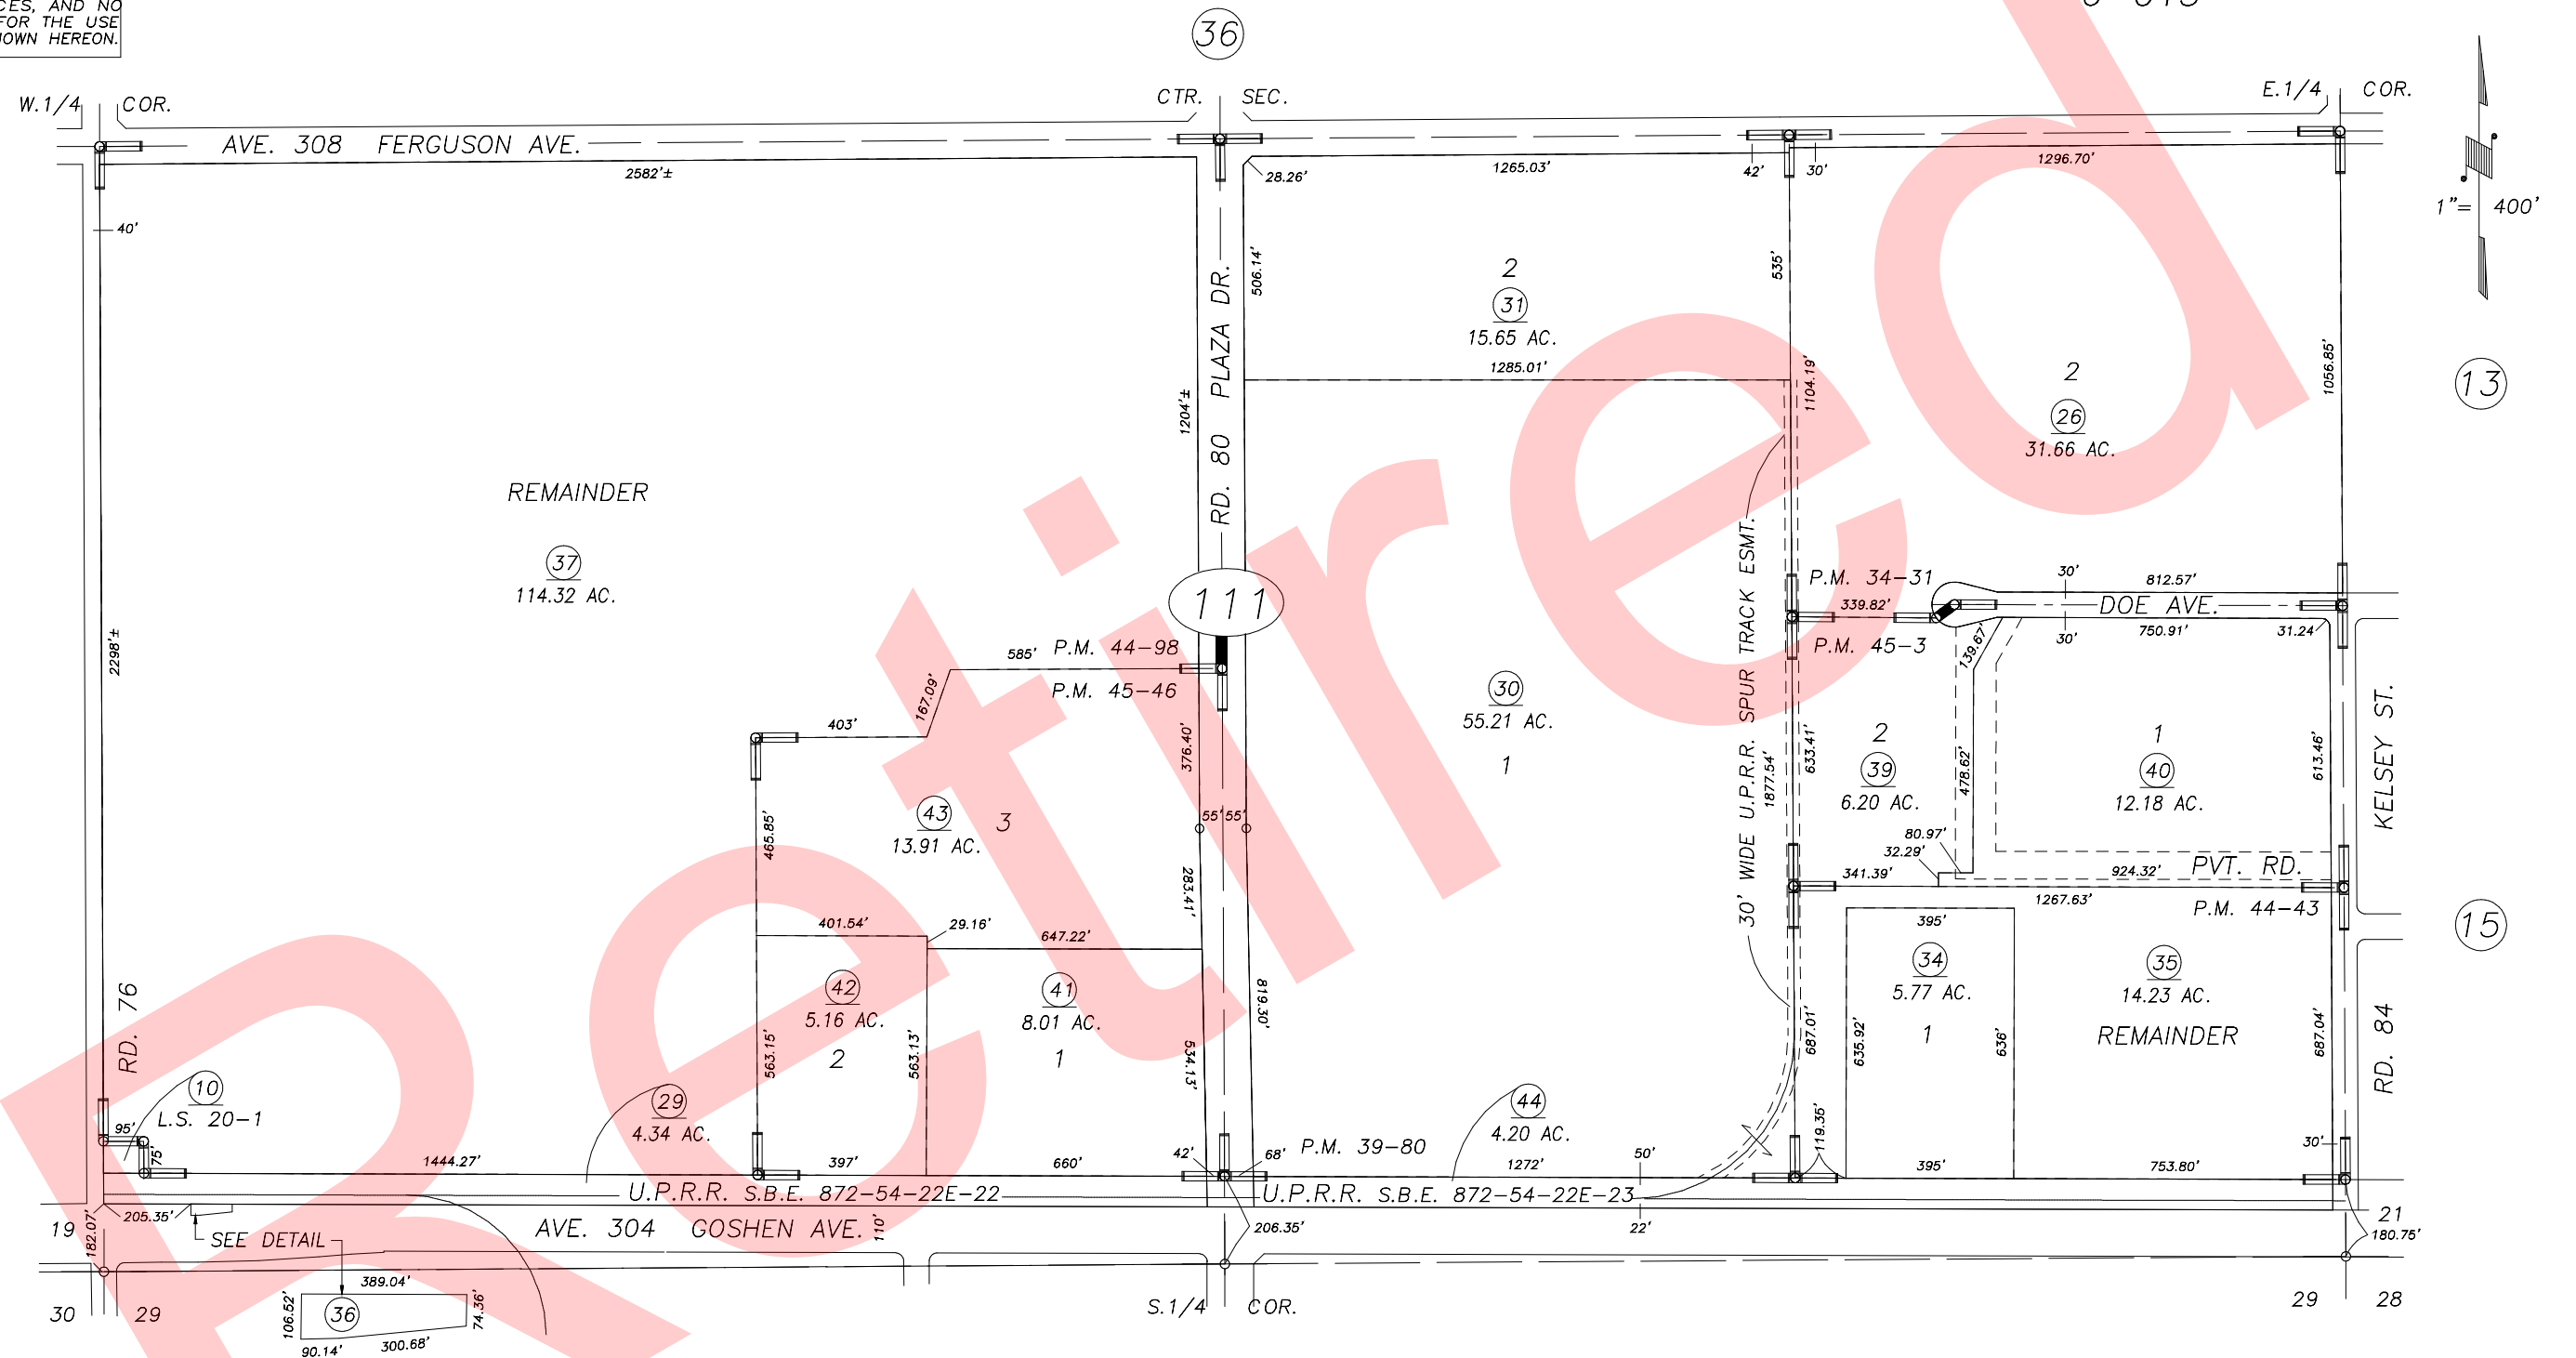 CES, AND NO
FOR THE USE
OWN HEREON.
36
W.1/4 COR.
CTR. SEC.
E.1/4 COR.
AVE. 308 FERGUSON AVE.
2582'±
28.26'
1265.03'
42'
30'
1296.70'
1"= 400'
40'
506.14'
535'
2
31
15.65 AC.
1285.01'
1104.19'
1056.85'
2
26
31.66 AC.
13
RD. 80 PLAZA DR.
1204'±
REMAINDER
37
114.32 AC.
2298'±
111
P.M. 44-98
585'
P.M. 45-46
167.09'
403'
376.40'
465.85'
43
3
13.91 AC.
55' 55'
283.41'
30
55.21 AC.
1
30' WIDE U.P.R.R. SPUR TRACK ESMT.
1877.54'
P.M. 34-31
339.82'
P.M. 45-3
30'
812.57'
DOE AVE.
30'
750.91'
31.24'
139.67'
633.41'
478.62'
2
39
6.20 AC.
1
40
12.18 AC.
613.46'
KELSEY ST.
80.97'
32.29'
341.39'
924.32'
PVT. RD.
1267.63'
P.M. 44-43
15
401.54'
29.16'
647.22'
42
5.16 AC.
2
563.15'
563.13'
41
8.01 AC.
1
534.13'
819.30'
395'
34
5.77 AC.
1
635.92'
636'
687.01'
35
14.23 AC.
REMAINDER
687.04'
RD. 84
RD. 76
10
L.S. 20-1
95'
75'
29
4.34 AC.
44
4.20 AC.
119.35'
30'
1444.27'
397'
660'
42'
68'
P.M. 39-80
1272'
50'
395'
753.80'
U.P.R.R. S.B.E. 872-54-22E-22
U.P.R.R. S.B.E. 872-54-22E-23
19
182.07'
205.35'
SEE DETAIL
AVE. 304 GOSHEN AVE.
110'
206.35'
22'
21
180.75'
389.04'
30 29
106.52'
36
74.36'
90.14'
300.68'
S.1/4 COR.
29 28
Retired